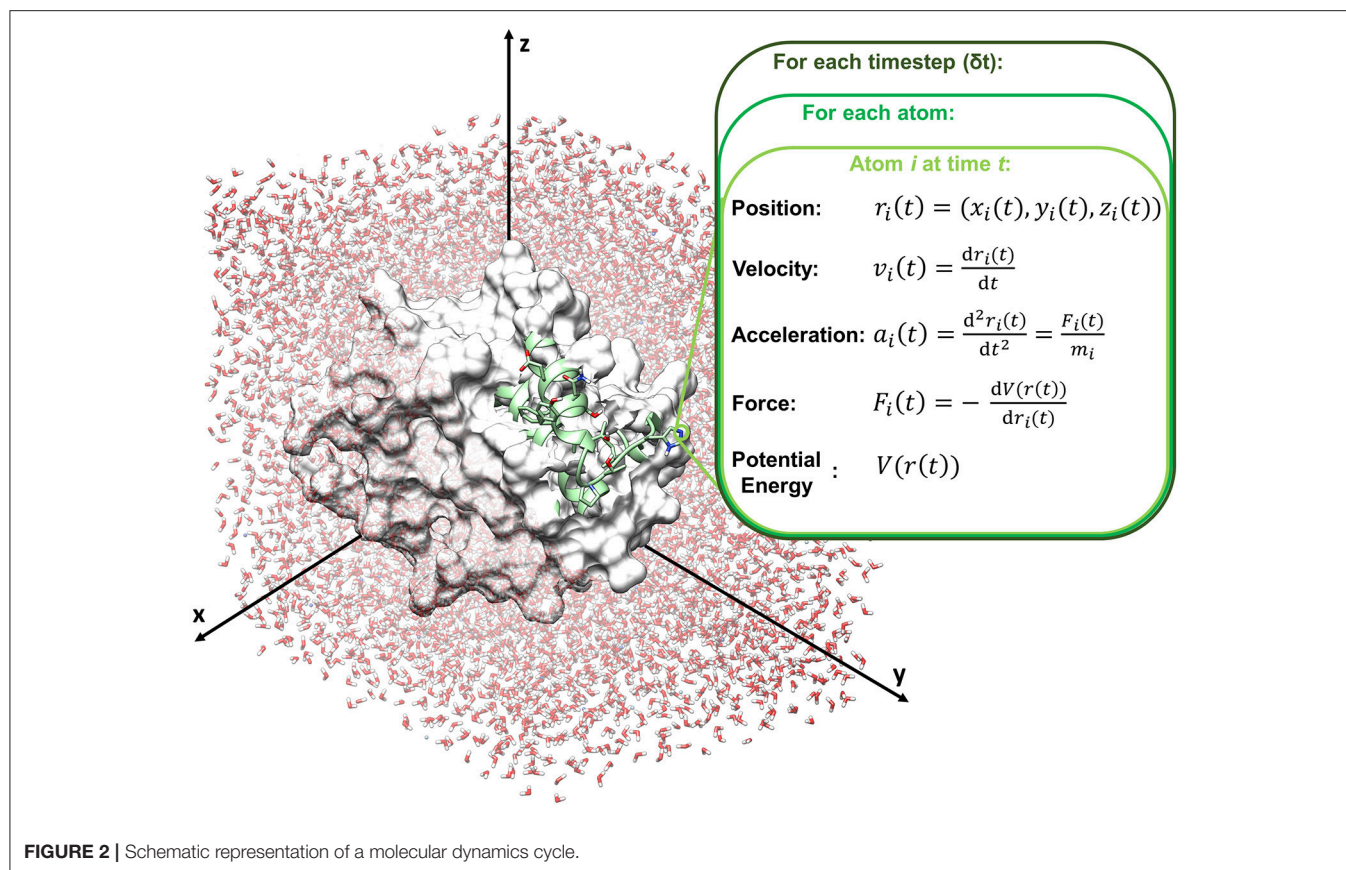 z
For each timestep (δt):
For each atom:
Atom i at time t:
Position: r_i(t) = (x_i(t), y_i(t), z_i(t))
Velocity: v_i(t) = dr_i(t)/dt
Acceleration: a_i(t) = d²r_i(t)/dt² = F_i(t)/m_i
Force: F_i(t) = − dV(r(t))/dr_i(t)
Potential
Energy : V(r(t))
x
y
FIGURE 2 | Schematic representation of a molecular dynamics cycle.